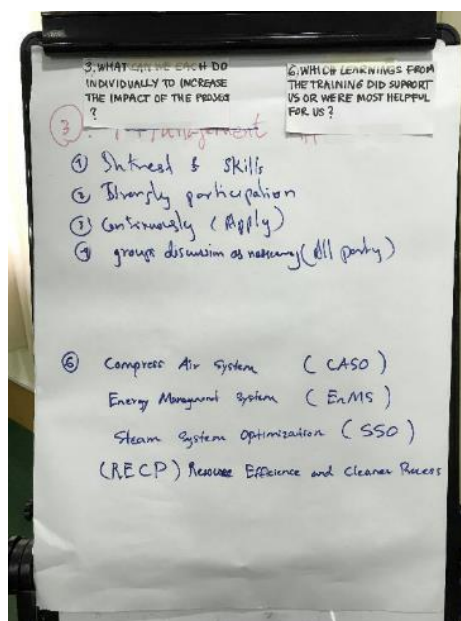 3. WHAT CAN WE EACH DO
INDIVIDUALLY TO INCREASE
THE IMPACT OF THE PROJECT
?
6. WHICH LEARNINGS FROM
THE TRAINING DID SUPPORT
US OR WERE MOST HELPFUL
FOR US?
3
① Intrest & Skills
② participation
③ Continuously (Apply)
④ groups discussion as necessary (All party)
⑥ Compress Air System (CASO)
Energy Managment System (EnMS)
Steam System Optimization (SSO)
(RECP) Resource Efficience and Cleaner Process